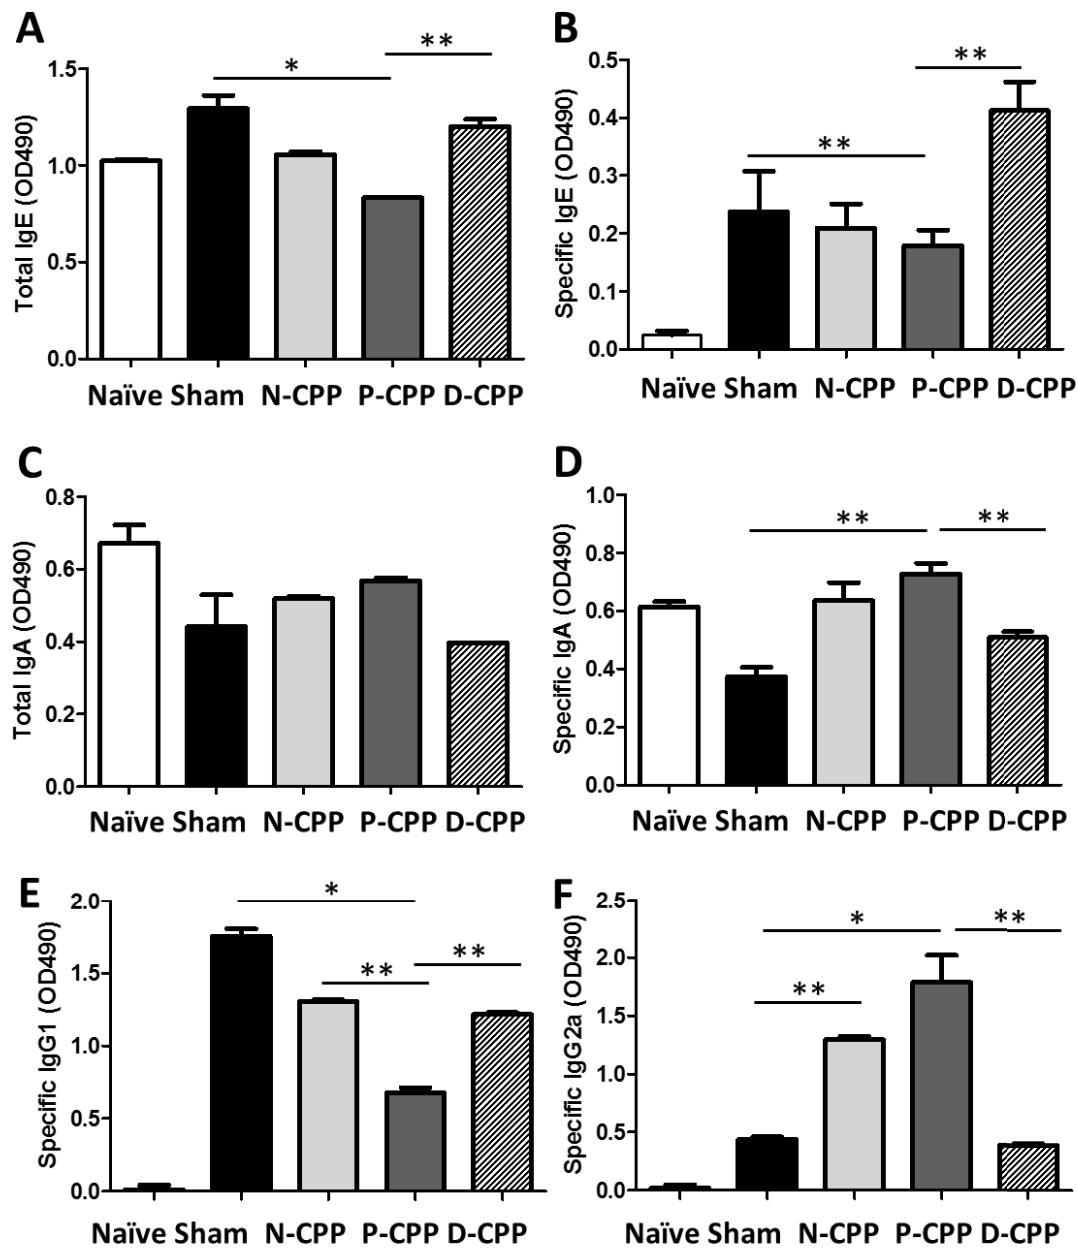 A
Total IgE (OD490)
1.5
1.0
0.5
0.0
*
**
Naïve Sham N-CPP P-CPP D-CPP
B
Specific IgE (OD490)
0.5
0.4
0.3
0.2
0.1
0.0
**
**
Naïve Sham N-CPP P-CPP D-CPP
C
Total IgA (OD490)
0.8
0.6
0.4
0.2
0.0
Naïve Sham N-CPP P-CPP D-CPP
D
Specific IgA (OD490)
1.0
0.8
0.6
0.4
0.2
0.0
**
**
Naïve Sham N-CPP P-CPP D-CPP
E
Specific IgG1 (OD490)
2.0
1.5
1.0
0.5
0.0
*
**
**
Naïve Sham N-CPP P-CPP D-CPP
F
Specific IgG2a (OD490)
2.5
2.0
1.5
1.0
0.5
0.0
*
**
**
Naïve Sham N-CPP P-CPP D-CPP